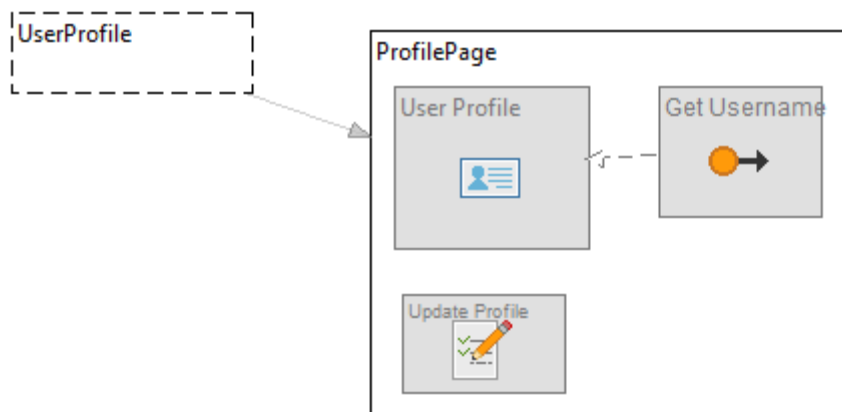 UserProfile
ProfilePage
User Profile
Get Username
Update Profile